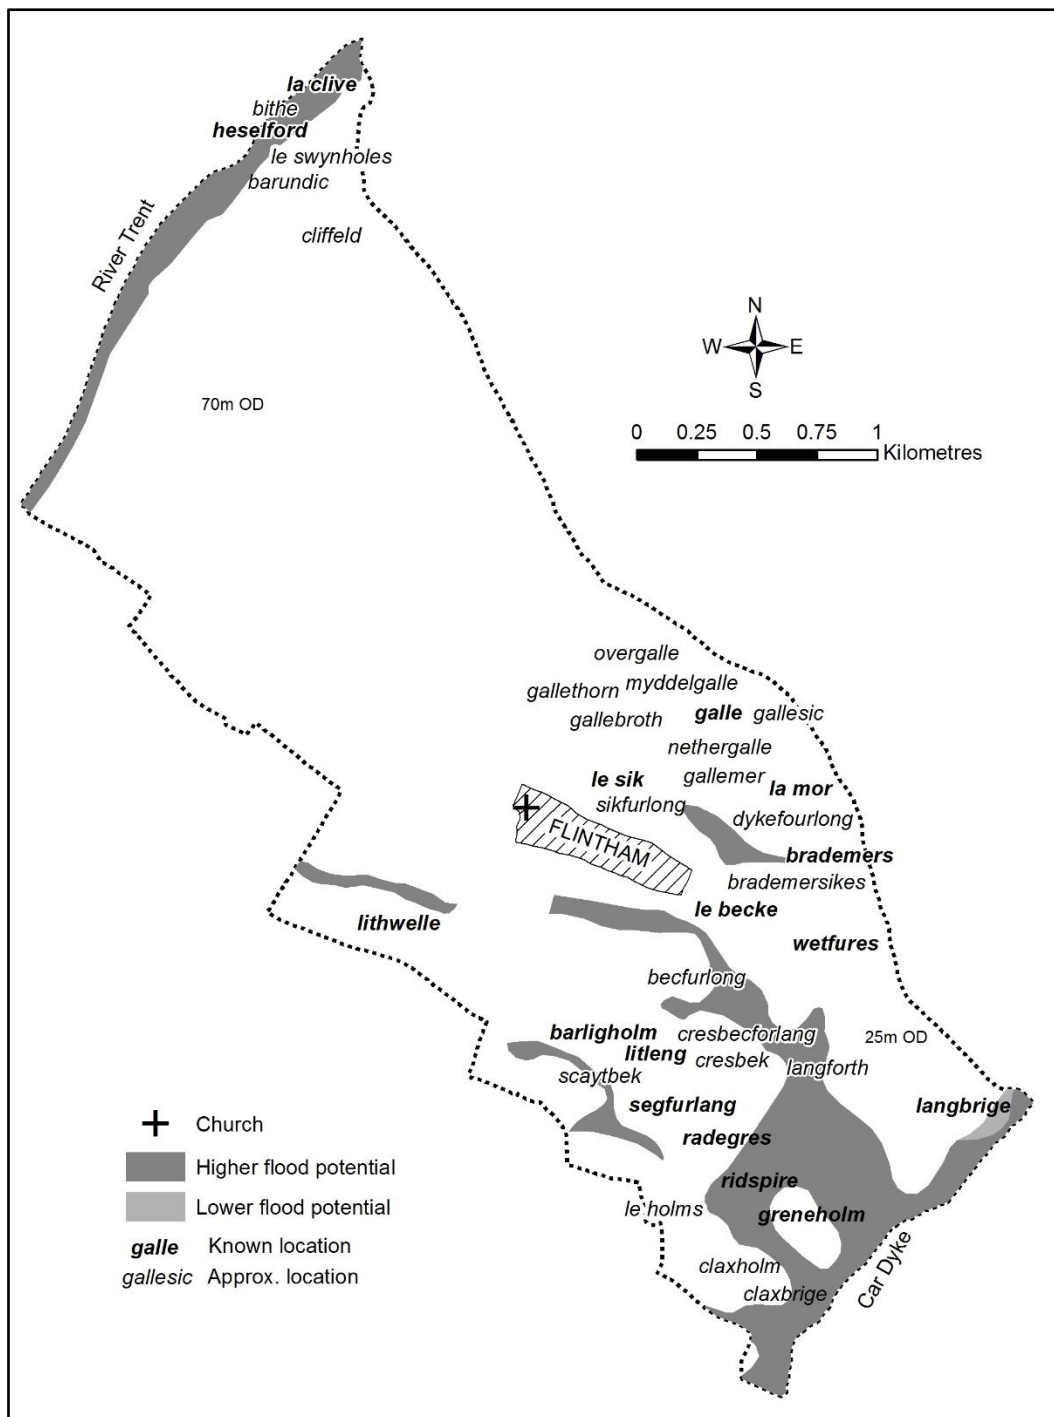 la clive
bithe
heselford
le swynholes
barundic
River Trent
cliffeld
N
W E
S
70m OD
0 0.25 0.5 0.75 1
Kilometres
overgalle
gallethorn myddelgalle
gallebroth galle gallesic
nethergalle
le sik gallemer la mor
sikfurlong dykefourlong
FLINTHAM
brademers
brademersikes
lithwelle le becke
wetfures
becfurlong
barligholm cresbecforlang 25m OD
litleng cresbek langforth
scaytbek
segfurlang langbrige
radegres
ridspire
le holms greneholm
claxholm
claxbrige Car Dyke
Church
Higher flood potential
Lower flood potential
galle Known location
gallesic Approx. location